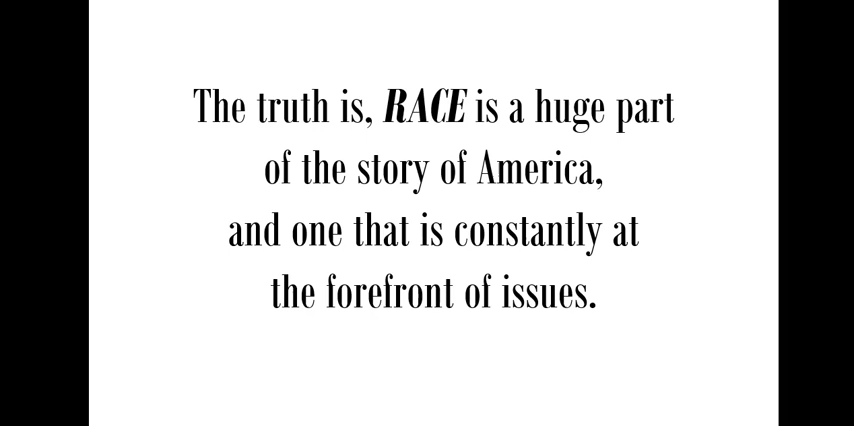 The truth is, RACE is a huge part
of the story of America,
and one that is constantly at
the forefront of issues.